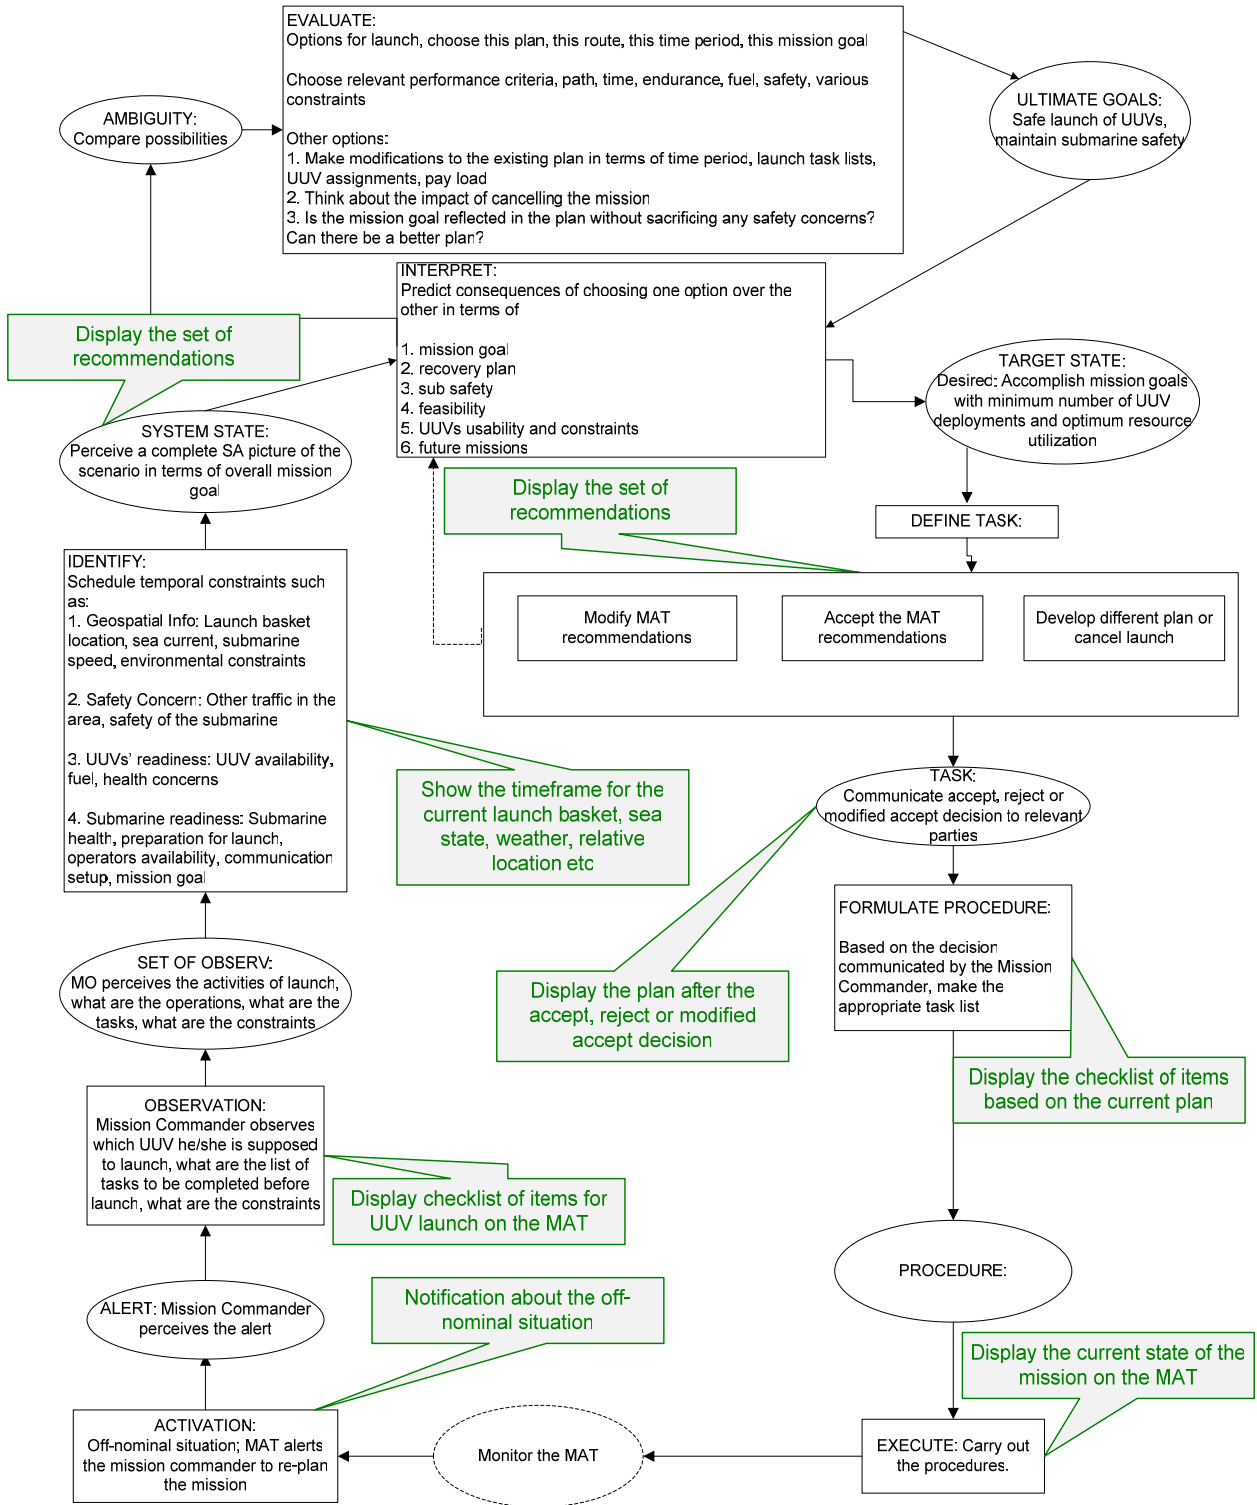 EVALUATE:
Options for launch, choose this plan, this route, this time period, this mission goal
Choose relevant performance criteria, path, time, endurance, fuel, safety, various
constraints
Other options:
1. Make modifications to the existing plan in terms of time period, launch task lists,
UUV assignments, pay load
2. Think about the impact of cancelling the mission
3. Is the mission goal reflected in the plan without sacrificing any safety concerns?
Can there be a better plan?
AMBIGUITY:
Compare possibilities
ULTIMATE GOALS:
Safe launch of UUVs,
maintain submarine safety
INTERPRET:
Predict consequences of choosing one option over the
other in terms of
1. mission goal
2. recovery plan
3. sub safety
4. feasibility
5. UUVs usability and constraints
6. future missions
Display the set of
recommendations
TARGET STATE:
Desired: Accomplish mission goals
with minimum number of UUV
deployments and optimum resource
utilization
SYSTEM STATE:
Perceive a complete SA picture of the
scenario in terms of overall mission
goal
Display the set of
recommendations
DEFINE TASK:
IDENTIFY:
Schedule temporal constraints such
as:
1. Geospatial Info: Launch basket
location, sea current, submarine
speed, environmental constraints
2. Safety Concern: Other traffic in the
area, safety of the submarine
3. UUVs' readiness: UUV availability,
fuel, health concerns
4. Submarine readiness: Submarine
health, preparation for launch,
operators availability, communication
setup, mission goal
Modify MAT
recommendations
Accept the MAT
recommendations
Develop different plan or
cancel launch
Show the timeframe for the
current launch basket, sea
state, weather, relative
location etc
TASK:
Communicate accept, reject or
modified accept decision to relevant
parties
FORMULATE PROCEDURE:
Based on the decision
communicated by the Mission
Commander, make the
appropriate task list
SET OF OBSERV:
MO perceives the activities of launch,
what are the operations, what are the
tasks, what are the constraints
Display the plan after the
accept, reject or modified
accept decision
Display the checklist of items
based on the current plan
OBSERVATION:
Mission Commander observes
which UUV he/she is supposed
to launch, what are the list of
tasks to be completed before
launch, what are the constraints
Display checklist of items for
UUV launch on the MAT
PROCEDURE:
ALERT: Mission Commander
perceives the alert
Notification about the off-
nominal situation
Display the current state of the
mission on the MAT
ACTIVATION:
Off-nominal situation; MAT alerts
the mission commander to re-plan
the mission
Monitor the MAT
EXECUTE: Carry out
the procedures.